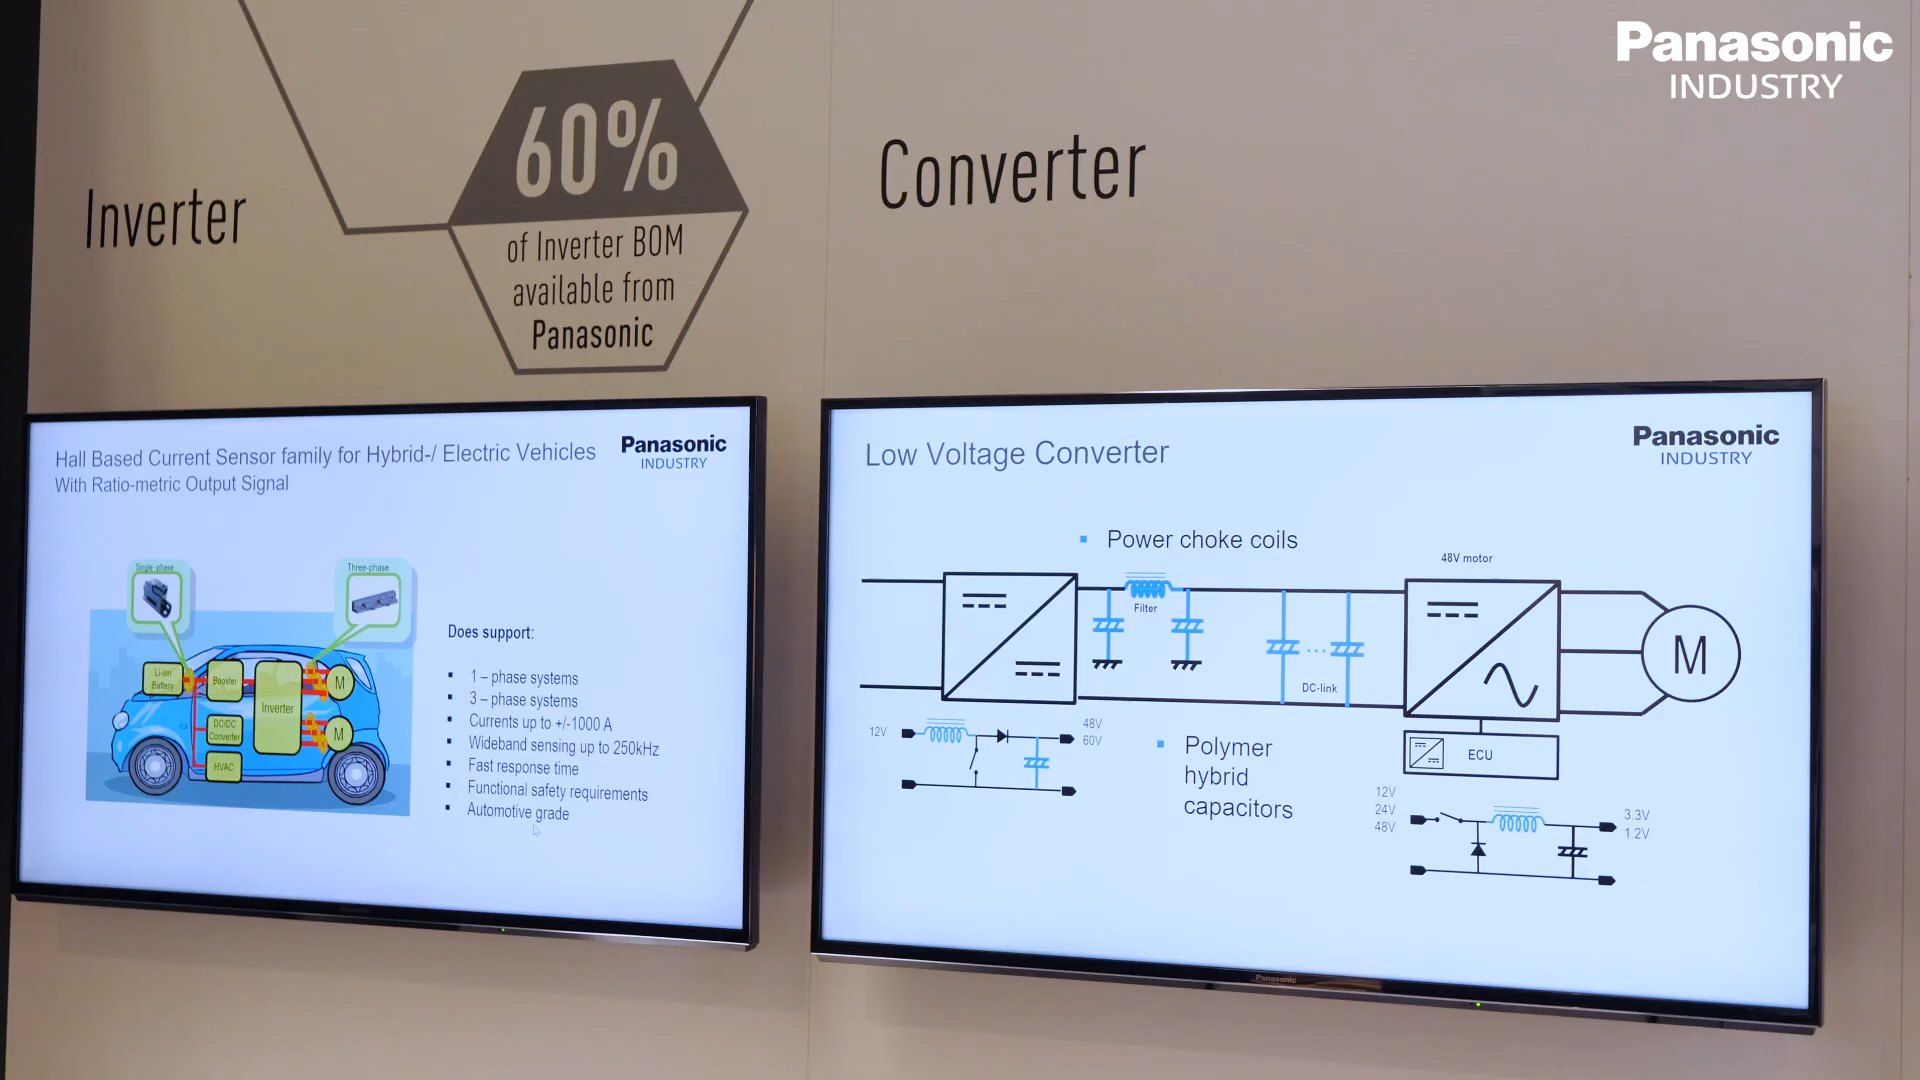 Panasonic
INDUSTRY
Inverter
60%
of Inverter BOM
available from
Panasonic
Converter
Hall Based Current Sensor family for Hybrid-/ Electric Vehicles
With Ratio-metric Output Signal
Panasonic
INDUSTRY
Single phase
Three-phase
Li-ion
Battery
Booster
Inverter
M
DC/DC
Converter
M
HVAC
Does support:
1 – phase systems
3 – phase systems
Currents up to +/-1000 A
Wideband sensing up to 250kHz
Fast response time
Functional safety requirements
Automotive grade
Low Voltage Converter
Panasonic
INDUSTRY
Power choke coils
48V motor
Filter
M
DC-link
12V
48V
60V
Polymer
hybrid
capacitors
ECU
12V
24V
48V
3.3V
1.2V
Panasonic